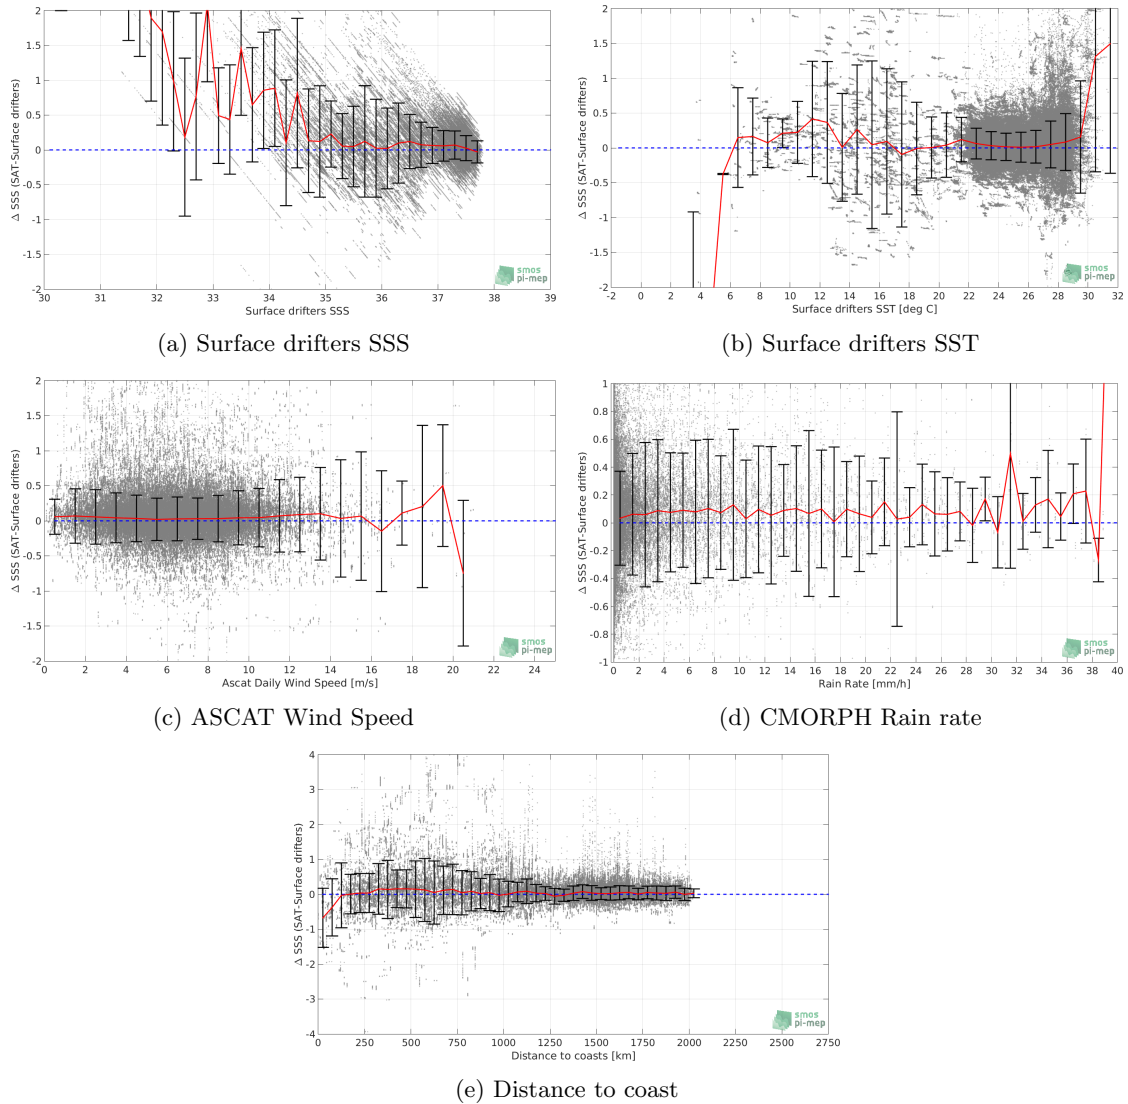 2
1.5
1
0.5
0
-0.5
-1
-1.5
-2
Δ SSS (SAT-Surface drifters)
30 31 32 33 34 35 36 37 38 39
Surface drifters SSS
smos
pi-mep
(a) Surface drifters SSS
2
1.5
1
0.5
0
-0.5
-1
-1.5
-2
Δ SSS (SAT-Surface drifters)
-2 0 2 4 6 8 10 12 14 16 18 20 22 24 26 28 30 32
Surface drifters SST [deg C]
smos
pi-mep
(b) Surface drifters SST
2
1.5
1
0.5
0
-0.5
-1
-1.5
-2
Δ SSS (SAT-Surface drifters)
0 2 4 6 8 10 12 14 16 18 20 22 24
Ascat Daily Wind Speed [m/s]
smos
pi-mep
(c) ASCAT Wind Speed
1
0.8
0.6
0.4
0.2
0
-0.2
-0.4
-0.6
-0.8
-1
Δ SSS (SAT-Surface drifters)
0 2 4 6 8 10 12 14 16 18 20 22 24 26 28 30 32 34 36 38 40
Rain Rate [mm/h]
smos
pi-mep
(d) CMORPH Rain rate
4
3
2
1
0
-1
-2
-3
-4
Δ SSS (SAT-Surface drifters)
0 250 500 750 1000 1250 1500 1750 2000 2250 2500 2750
Distance to coasts [km]
smos
pi-mep
(e) Distance to coast